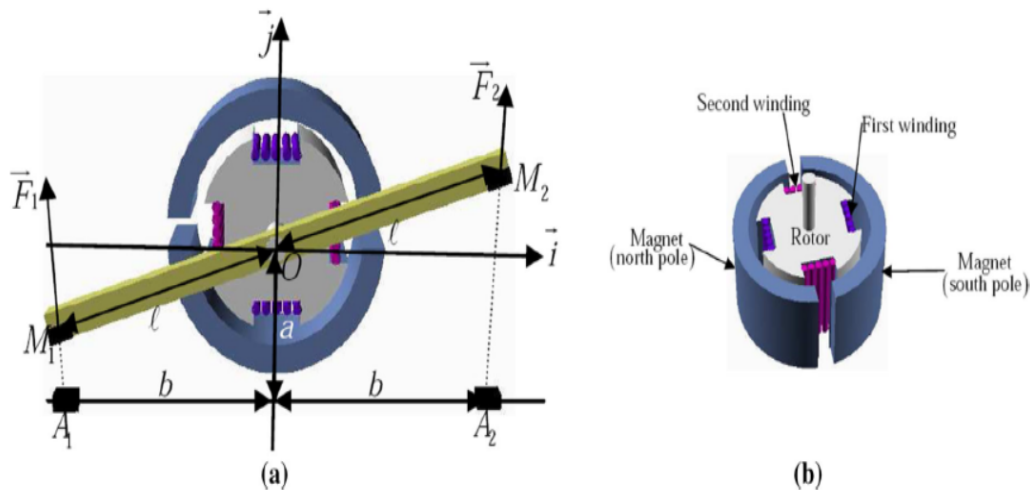 j
F₂
F₁
M₂
ℓ
i
O
ℓ
M₁
a
b
b
A₁
A₂
(a)
Second winding
First winding
Rotor
Magnet
(north pole)
Magnet
(south pole)
(b)